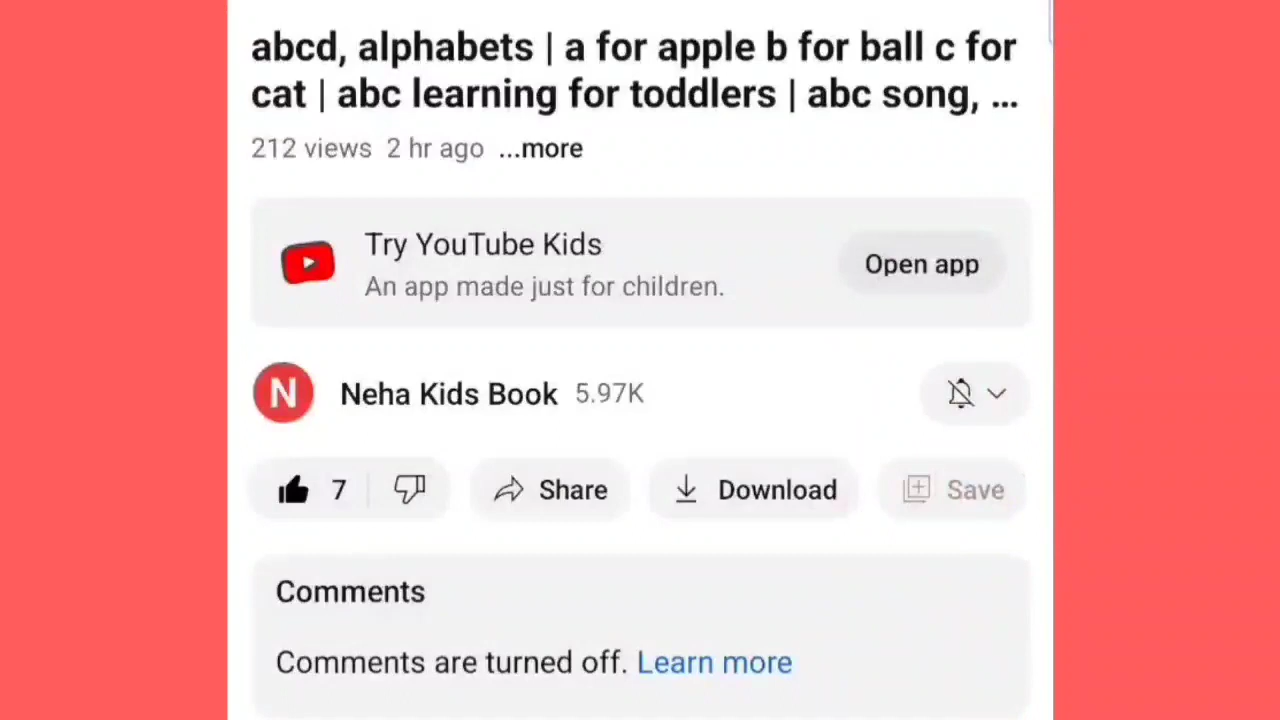 abcd, alphabets | a for apple b for ball c for
cat | abc learning for toddlers | abc song, ...
212 views 2 hr ago ...more
Try YouTube Kids
An app made just for children.
Open app
N Neha Kids Book 5.97K
7 Share Download Save
Comments
Comments are turned off. Learn more